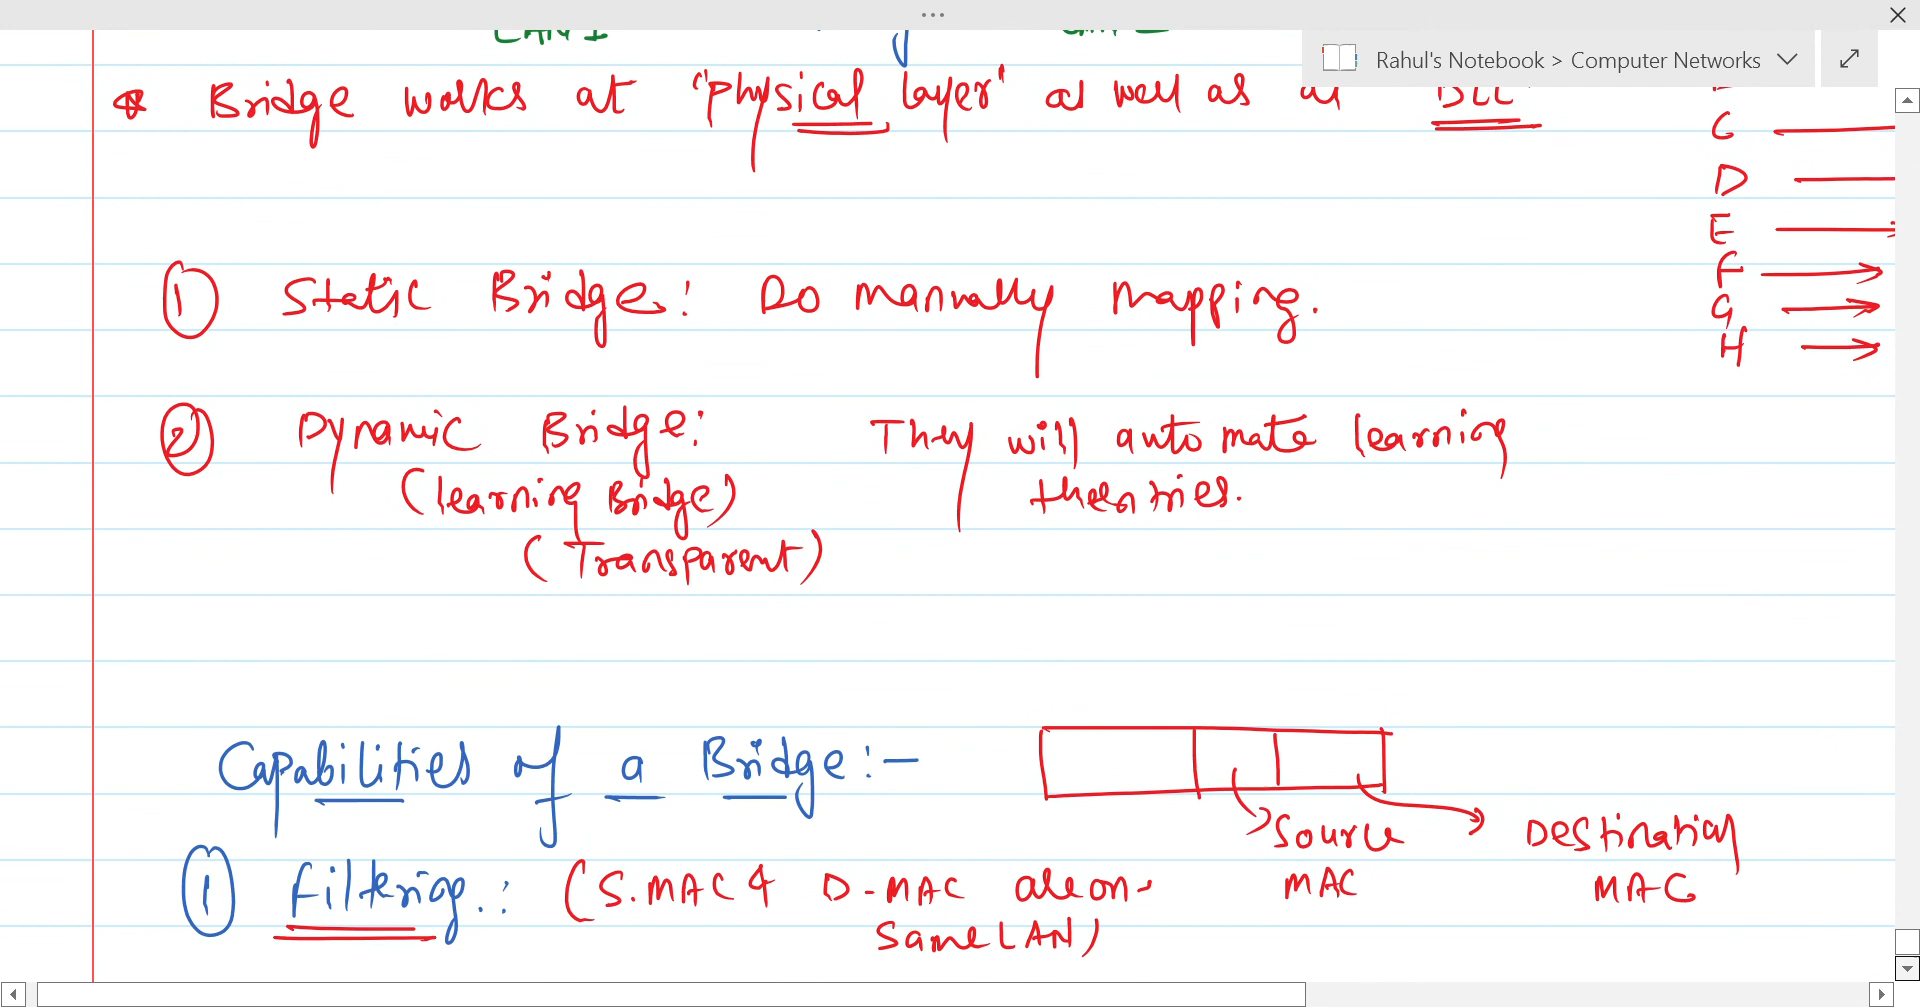 Rahul's Notebook > Computer Networks
* Bridge works at "Physical layer" as well as at DLL.
C
D
E
F
G
H
① Static Bridge: Do manually mapping.
② Dynamic Bridge: They will automate learning
(learning Bridge) the entries.
(Transparent)
Capabilities of a Bridge:-
Source Destination
MAC MAC
① Filtering: (S.MAC & D-MAC are on
Same LAN)